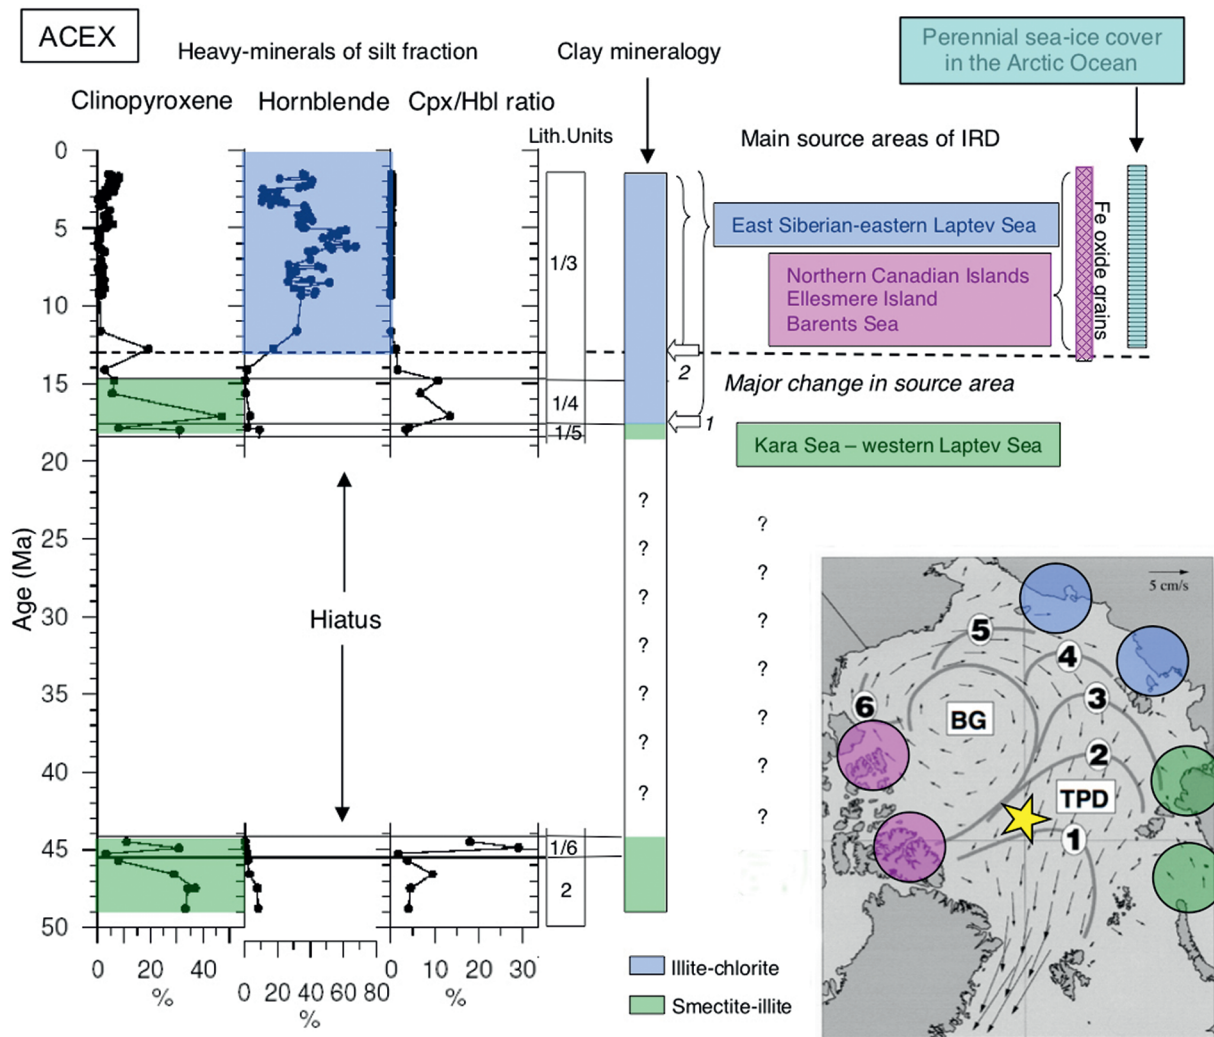 ACEX
Heavy-minerals of silt fraction
Clay mineralogy
Perennial sea-ice cover
in the Arctic Ocean
Clinopyroxene
Hornblende
Cpx/Hbl ratio
Lith.Units
Main source areas of IRD
0
5
10
15
20
25
30
35
40
45
50
Age (Ma)
1/3
1/4
1/5
1/6
2
East Siberian-eastern Laptev Sea
Northern Canadian Islands
Ellesmere Island
Barents Sea
Fe oxide grains
2
Major change in source area
1
Kara Sea – western Laptev Sea
Hiatus
?
?
?
?
?
?
?
?
?
?
?
?
?
?
0 20 40
%
0 20 40 60 80
%
0 10 20 30
%
Illite-chlorite
Smectite-illite
5 cm/s
5
4
3
6
BG
2
TPD
1